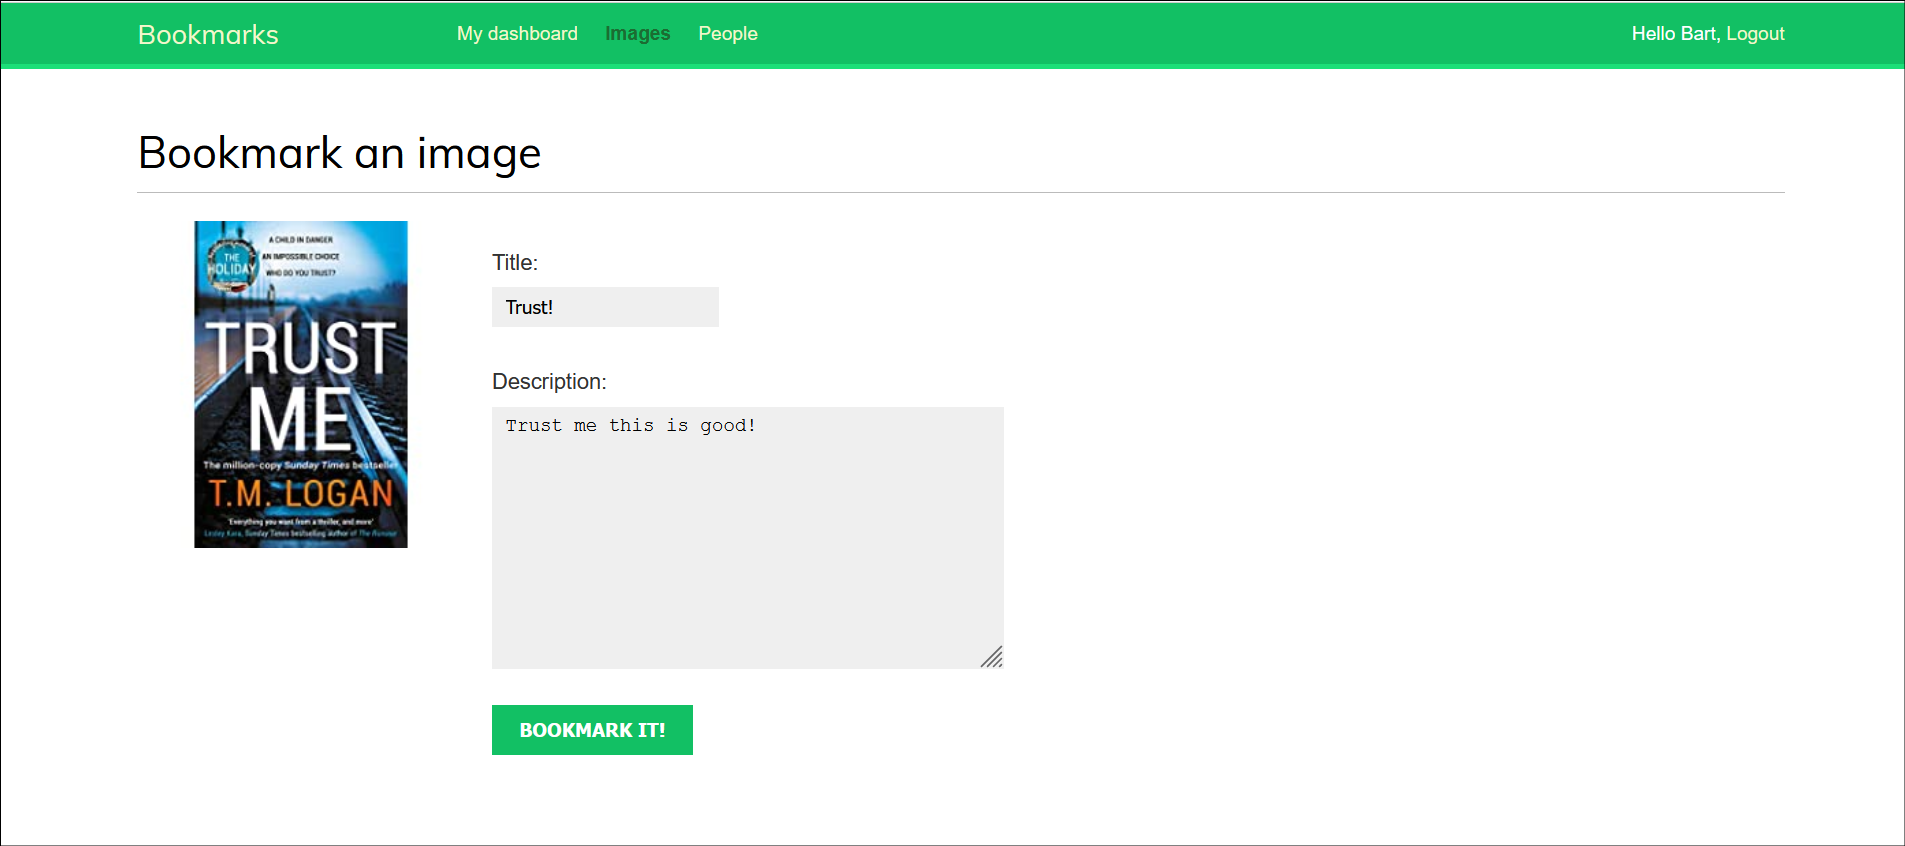 Bookmarks
My dashboard Images People
Hello Bart, Logout
Bookmark an image
A CHILD IN DANGER
AN IMPOSSIBLE CHOICE
WHO DO YOU TRUST?
THE
HOLIDAY
TRUST
ME
The million-copy Sunday Times bestseller
T.M. LOGAN
'Everything you want from a thriller, and more'
Lesley Kara, Sunday Times bestselling author of The Rumour
Title:
Trust!
Description:
Trust me this is good!
BOOKMARK IT!